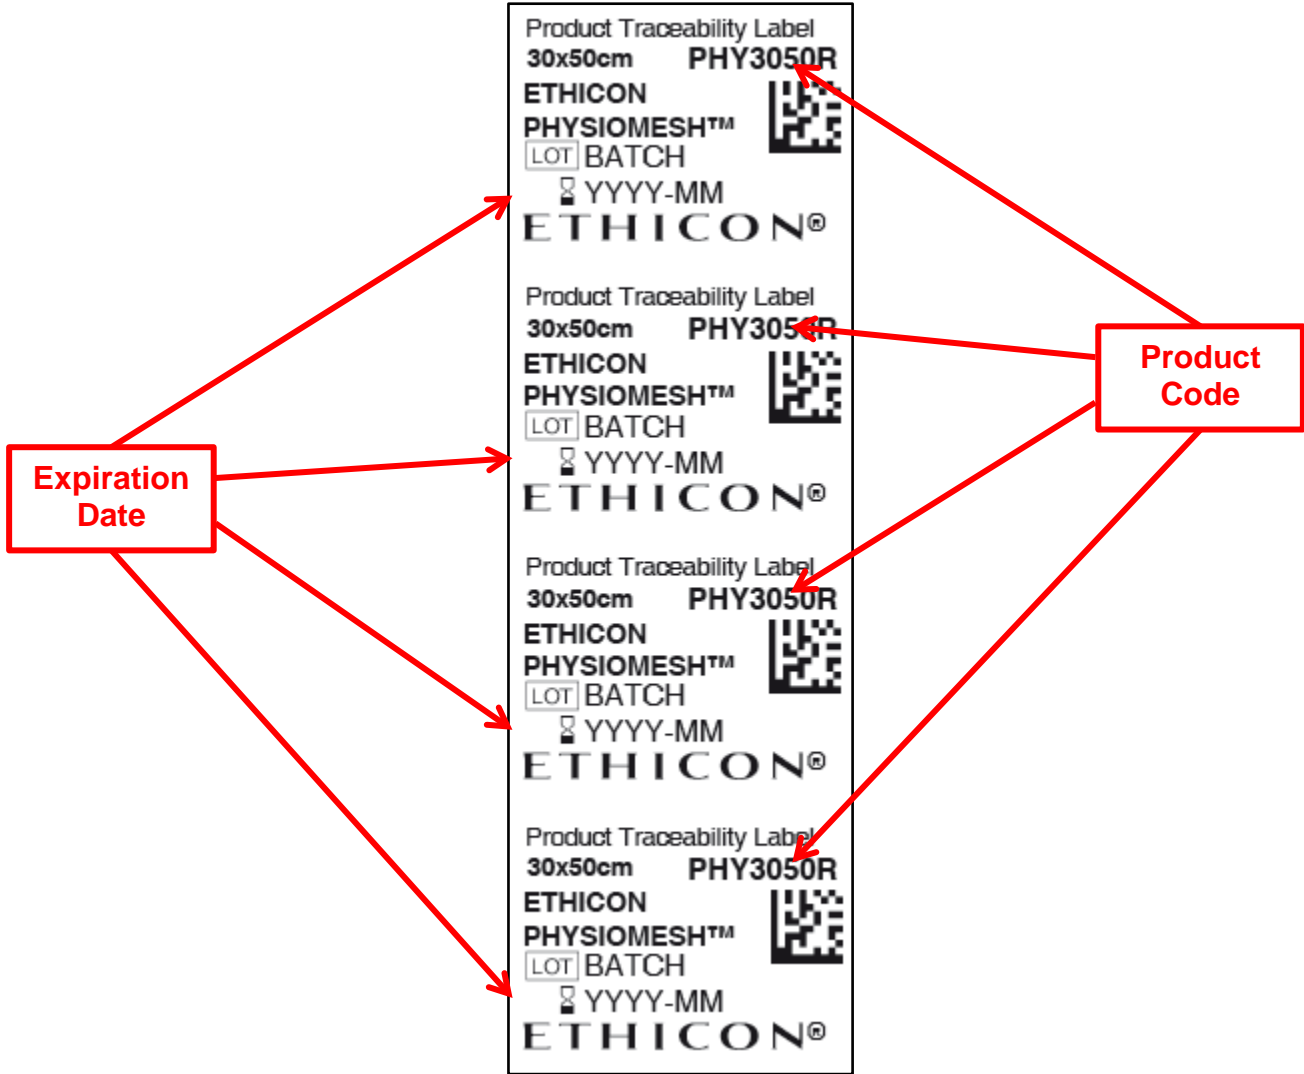 Product Traceability Label
30x50cm PHY3050R
ETHICON
PHYSIOMESH™
LOT BATCH
YYYY-MM
ETHICON®
Product Traceability Label
30x50cm PHY3050R
ETHICON
PHYSIOMESH™
LOT BATCH
YYYY-MM
ETHICON®
Product Traceability Label
30x50cm PHY3050R
ETHICON
PHYSIOMESH™
LOT BATCH
YYYY-MM
ETHICON®
Product Traceability Label
30x50cm PHY3050R
ETHICON
PHYSIOMESH™
LOT BATCH
YYYY-MM
ETHICON®
Expiration
Date
Product
Code